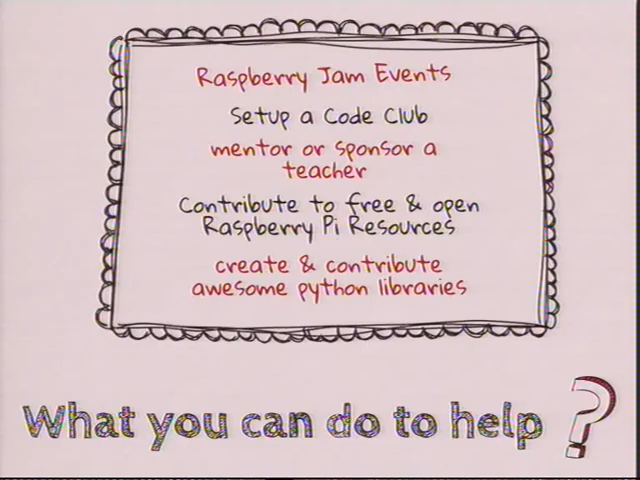 Raspberry Jam Events
Setup a Code Club
mentor or sponsor a
teacher
Contribute to free & open
Raspberry Pi Resources
create & contribute
awesome python libraries
What you can do to help?